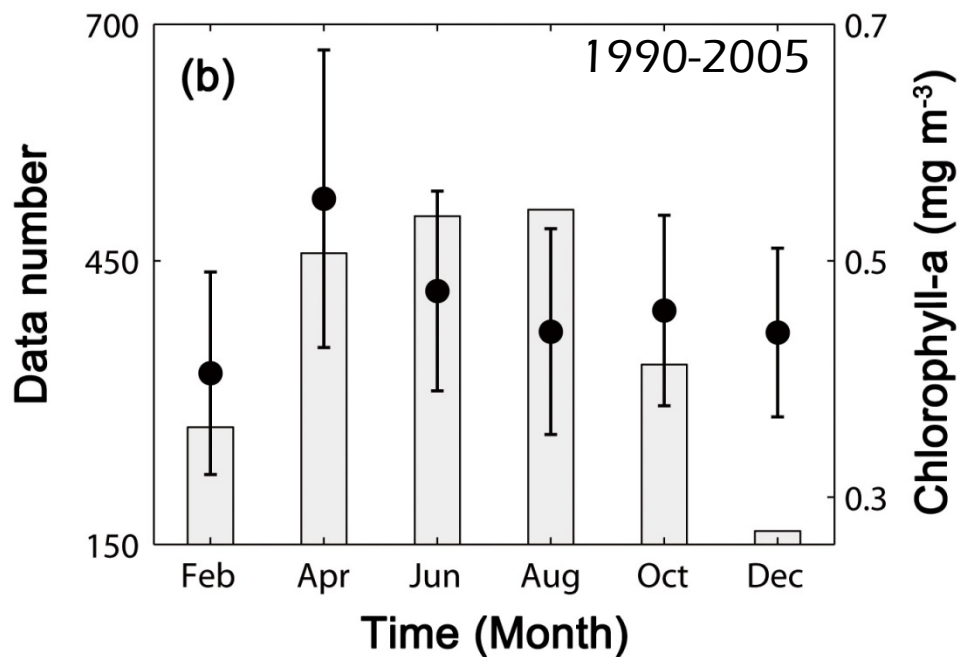 700
450
150
Data number
(b)
1990-2005
0.7
0.5
0.3
Chlorophyll-a (mg m⁻³)
Feb Apr Jun Aug Oct Dec
Time (Month)